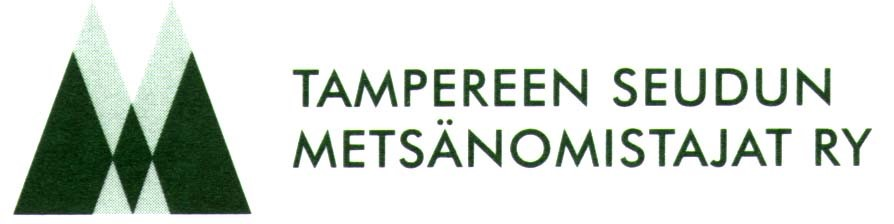 TAMPEREEN SEUDUN
METSÄNOMISTAJAT RY